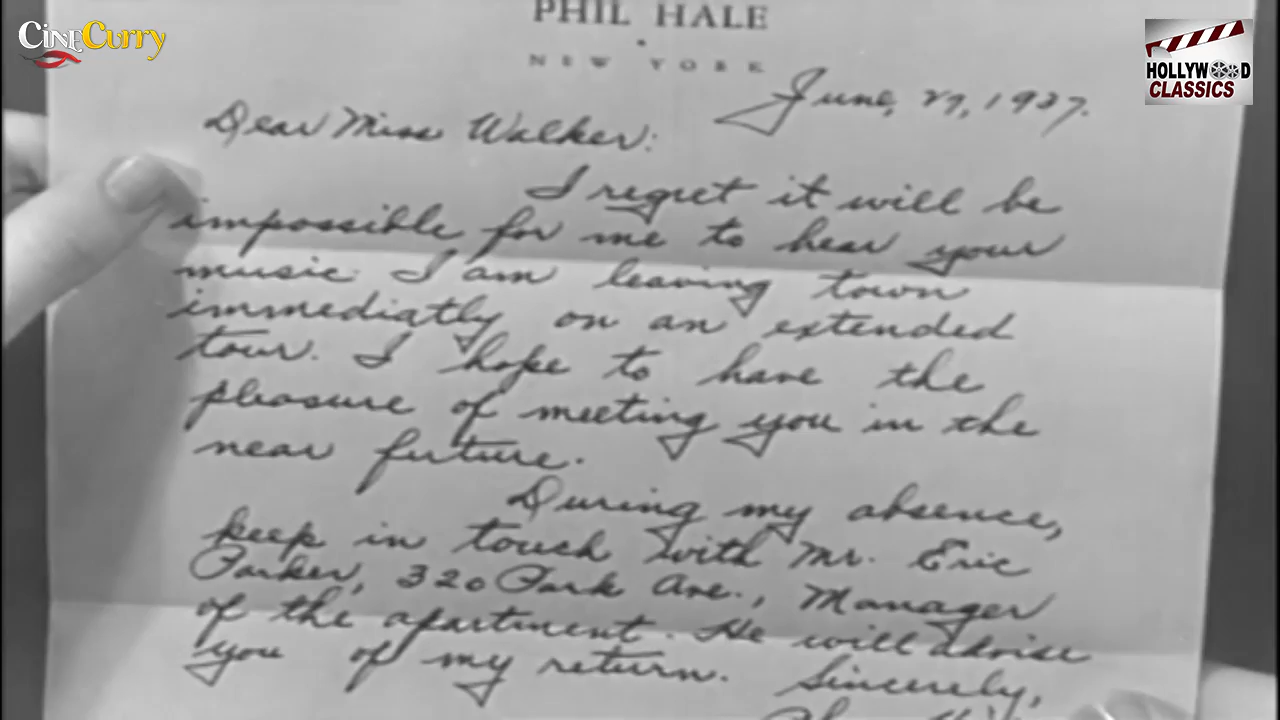 CINECURRY
HOLLYWOOD
CLASSICS
PHIL HALE
NEW YORK
June, 27, 1937.
Dear Miss Walker:
I regret it will be
impossible for me to hear your
music. I am leaving town
immediatly on an extended
tour. I hope to have the
pleasure of meeting you in the
near future.
During my absence,
keep in touch with Mr. Eric
Parker, 320 Park Ave., Manager
of the apartment. He will advise
you of my return. Sincerely,